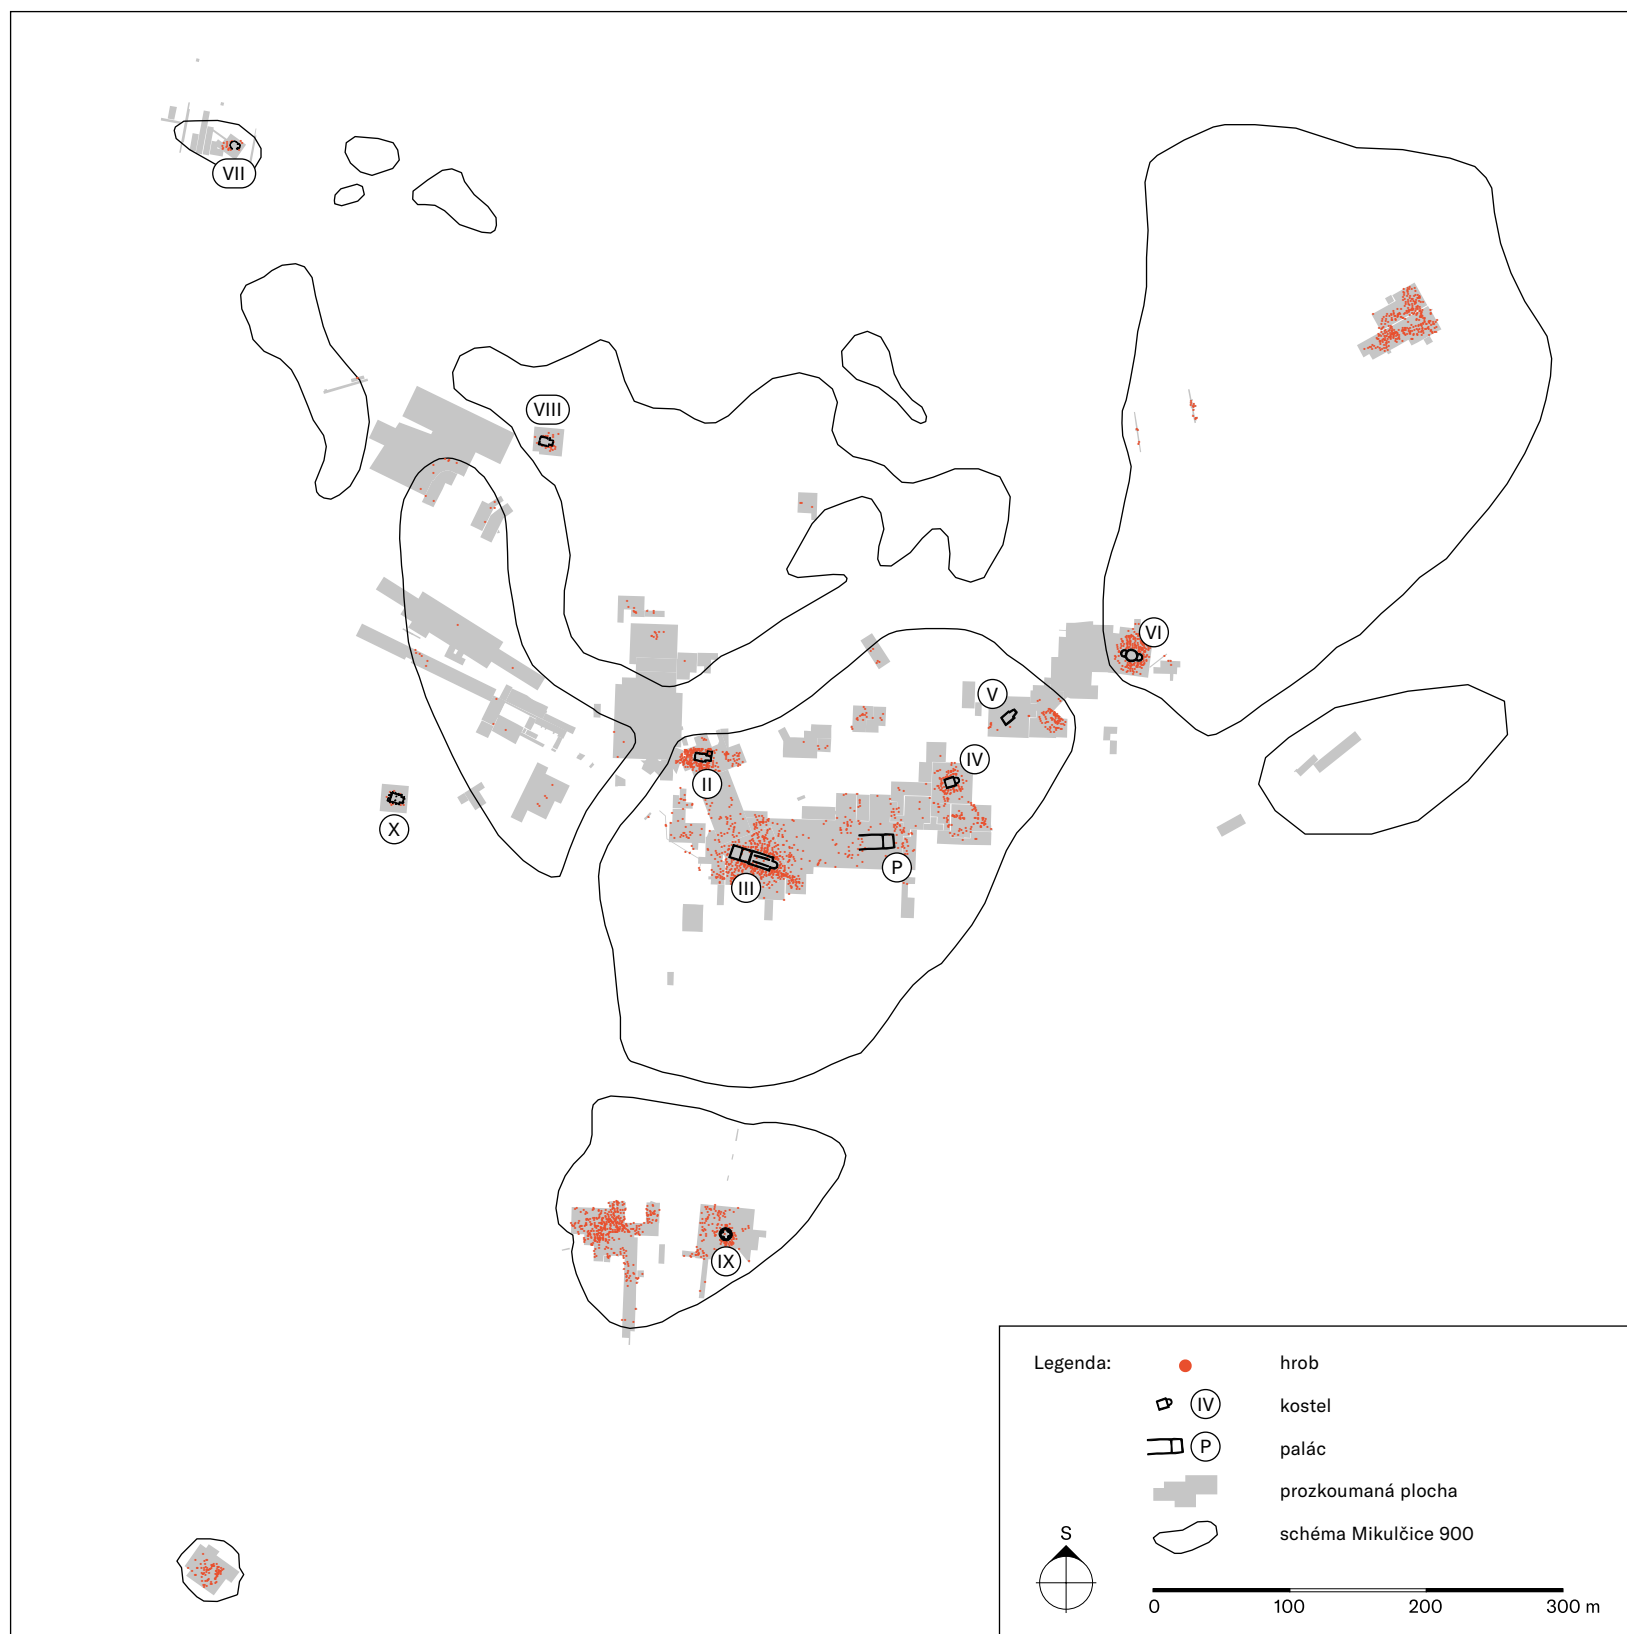 VII
VIII
VI
V
IV
II
X
P
III
IX
Legenda:
hrob
IV
kostel
P
palác
prozkoumaná plocha
S
schéma Mikulčice 900
0
100
200
300 m